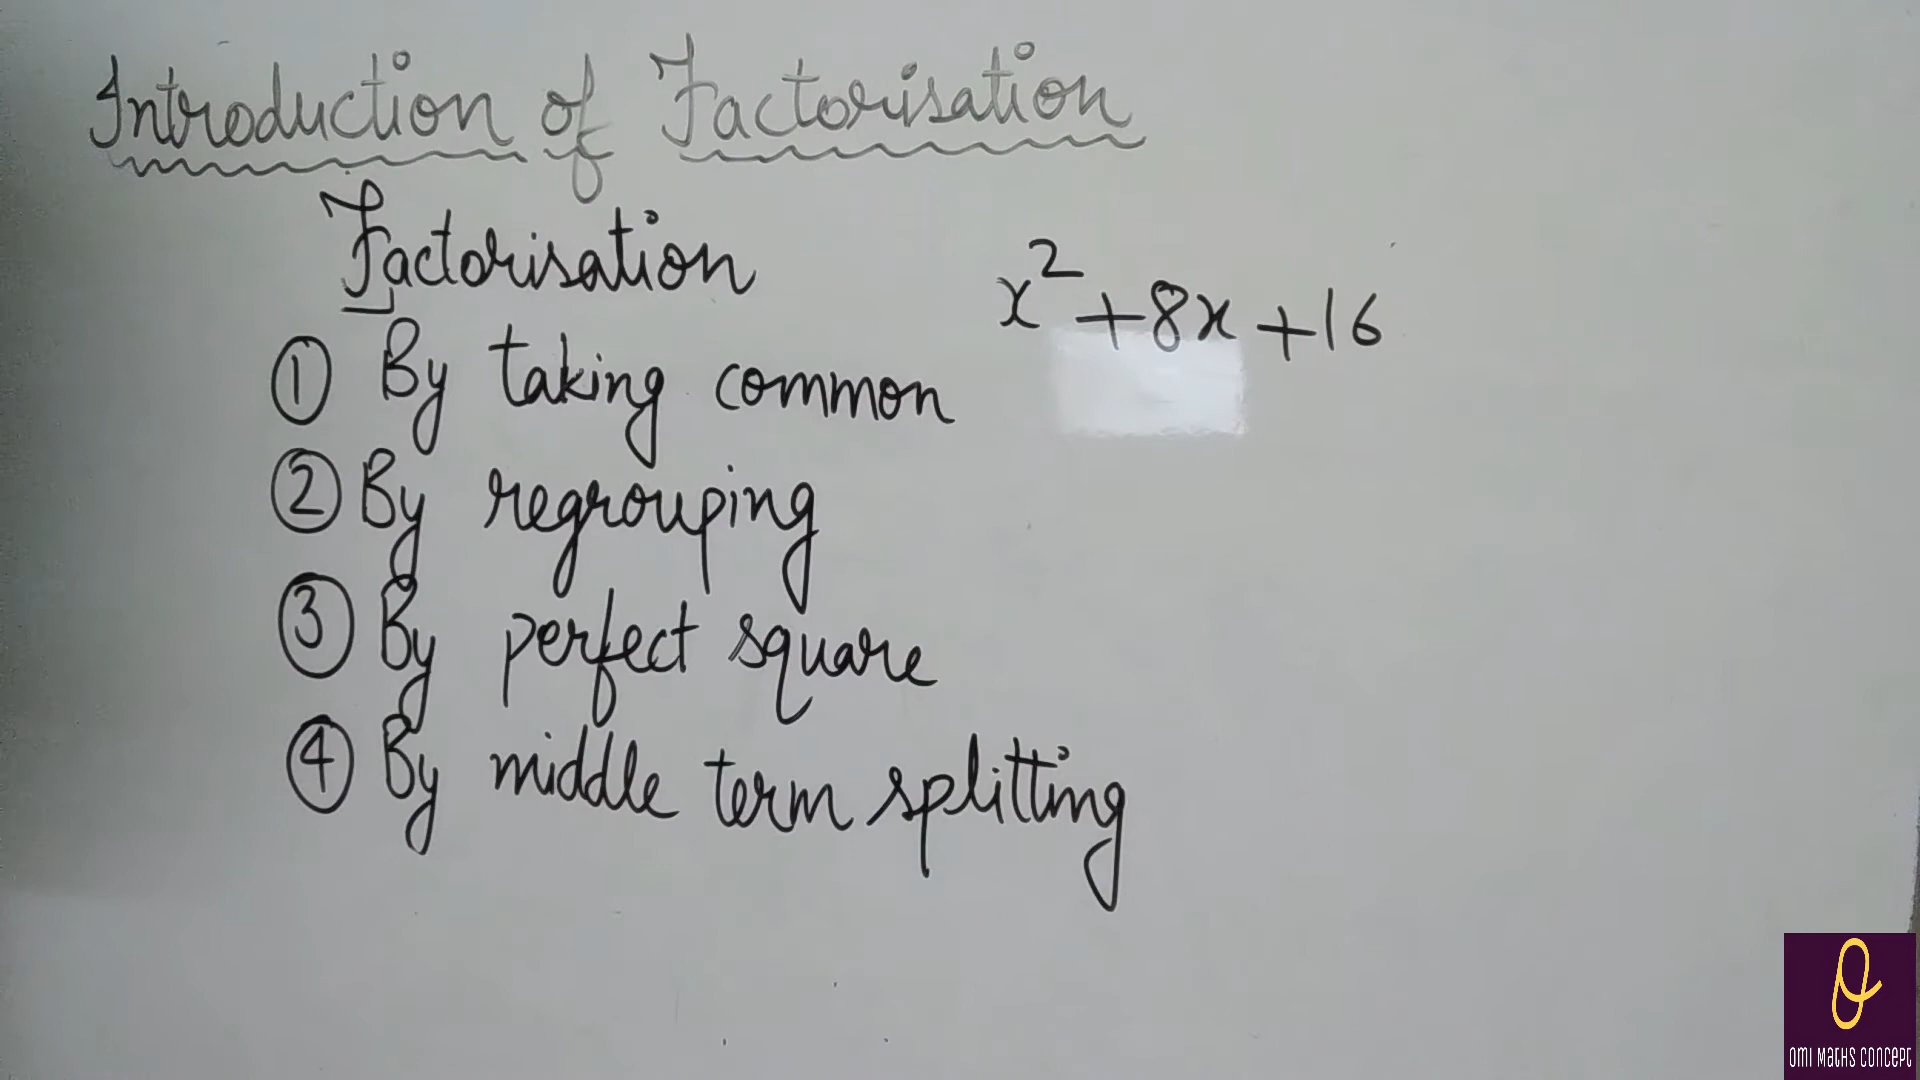 Introduction of Factorisation
Factorisation
x²+8x+16
① By taking common
② By regrouping
③ By perfect square
④ By middle term splitting
OMI MATHS CONCEPT